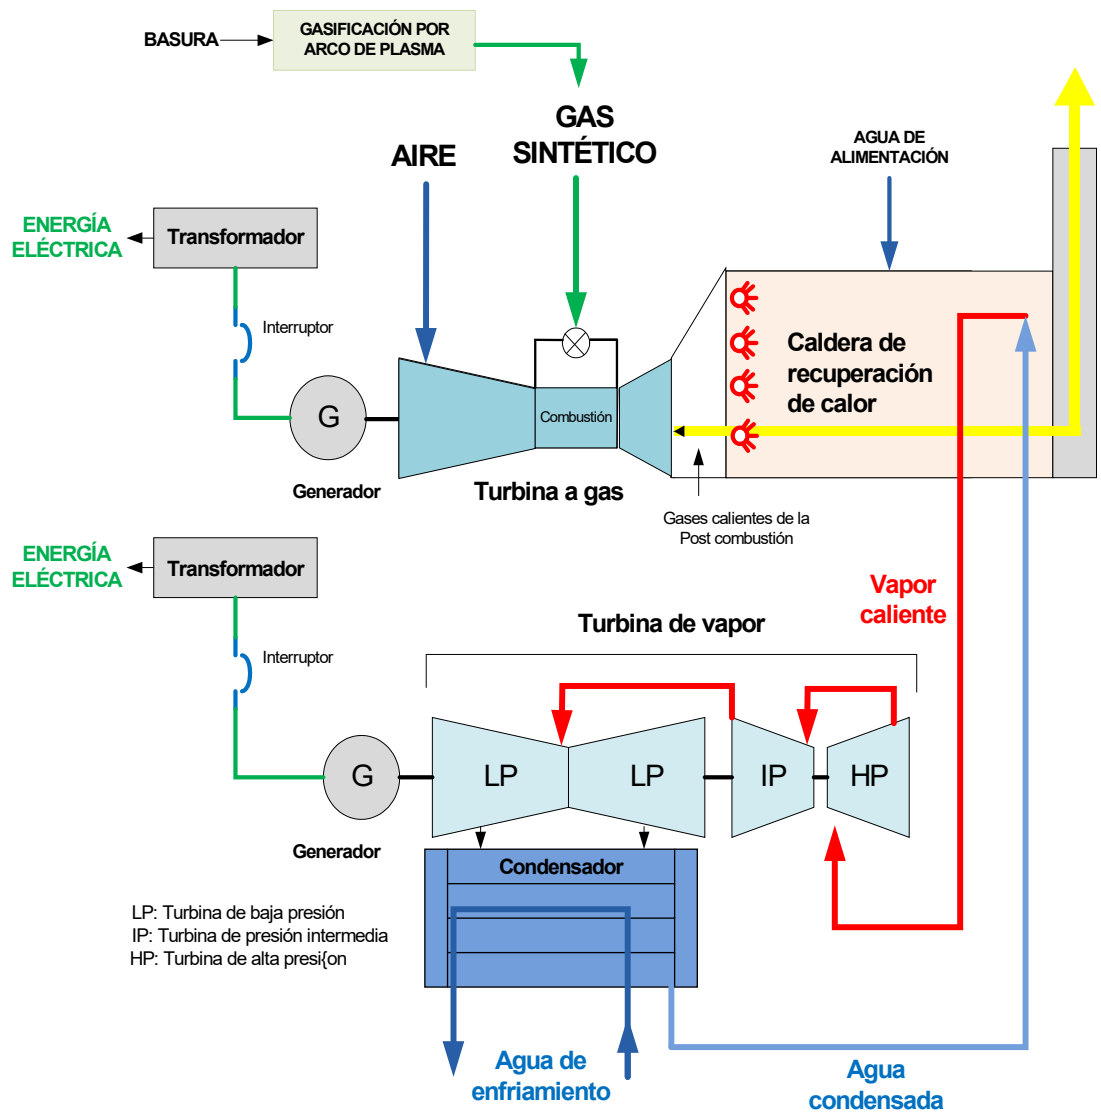 BASURA
GASIFICACIÓN POR
ARCO DE PLASMA
GAS
SINTÉTICO
AIRE
AGUA DE
ALIMENTACIÓN
ENERGÍA
ELÉCTRICA
Transformador
Interruptor
G
Generador
Combustión
Turbina a gas
Caldera de
recuperación
de calor
Gases calientes de la
Post combustión
ENERGÍA
ELÉCTRICA
Transformador
Interruptor
Vapor
caliente
Turbina de vapor
G
LP
LP
IP
HP
Generador
Condensador
LP: Turbina de baja presión
IP: Turbina de presión intermedia
HP: Turbina de alta presi{on
Agua de
enfriamiento
Agua
condensada